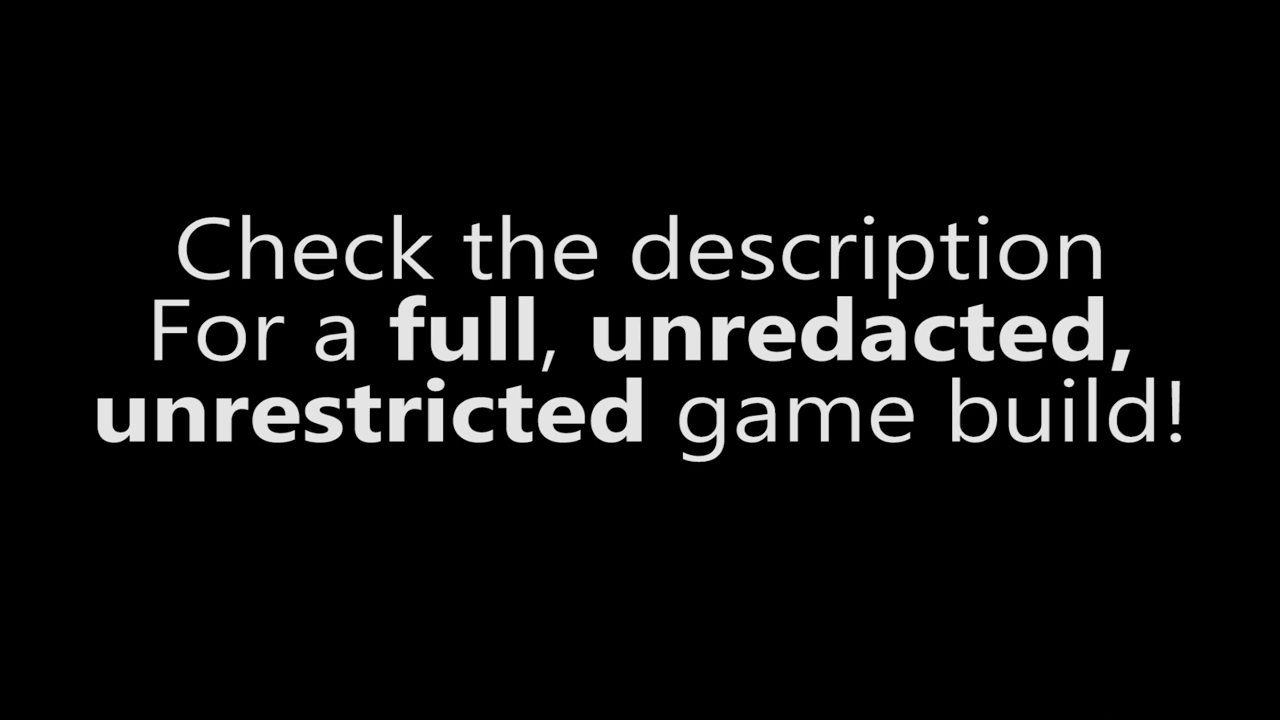 Check the description
For a full, unredacted,
unrestricted game build!